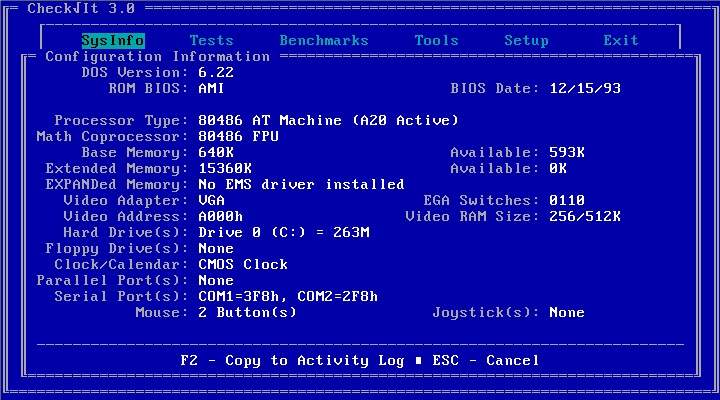 Check√It 3.0
SysInfo Tests Benchmarks Tools Setup Exit
Configuration Information
DOS Version: 6.22
ROM BIOS: AMI BIOS Date: 12/15/93
Processor Type: 80486 AT Machine (A20 Active)
Math Coprocessor: 80486 FPU
Base Memory: 640K Available: 593K
Extended Memory: 15360K Available: 0K
EXPANDed Memory: No EMS driver installed
Video Adapter: VGA EGA Switches: 0110
Video Address: A000h Video RAM Size: 256/512K
Hard Drive(s): Drive 0 (C:) = 263M
Floppy Drive(s): None
Clock/Calendar: CMOS Clock
Parallel Port(s): None
Serial Port(s): COM1=3F8h, COM2=2F8h
Mouse: 2 Button(s) Joystick(s): None
F2 - Copy to Activity Log ∎ ESC - Cancel